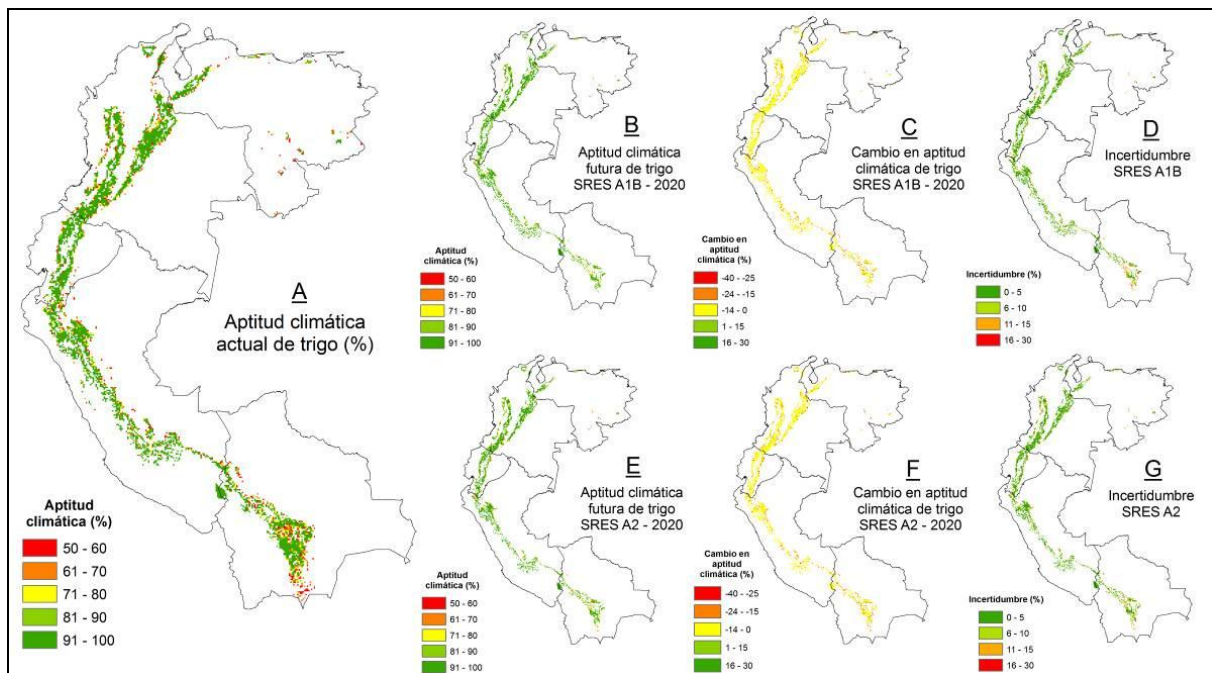 A
Aptitud climática
actual de trigo (%)
Aptitud
climática (%)
50 - 60
61 - 70
71 - 80
81 - 90
91 - 100
B
Aptitud climática
futura de trigo
SRES A1B - 2020
Aptitud
climática (%)
50 - 60
61 - 70
71 - 80
81 - 90
91 - 100
C
Cambio en aptitud
climática de trigo
SRES A1B - 2020
Cambio en
aptitud
climática (%)
-40 - -25
-24 - -15
-14 - 0
1 - 15
16 - 30
D
Incertidumbre
SRES A1B
Incertidumbre (%)
0 - 5
6 - 10
11 - 15
16 - 30
E
Aptitud climática
futura de trigo
SRES A2 - 2020
Aptitud
climática (%)
50 - 60
61 - 70
71 - 80
81 - 90
91 - 100
F
Cambio en aptitud
climática de trigo
SRES A2 - 2020
Cambio en
aptitud
climática (%)
-40 - -25
-24 - -15
-14 - 0
1 - 15
16 - 30
G
Incertidumbre
SRES A2
Incertidumbre (%)
0 - 5
6 - 10
11 - 15
16 - 30